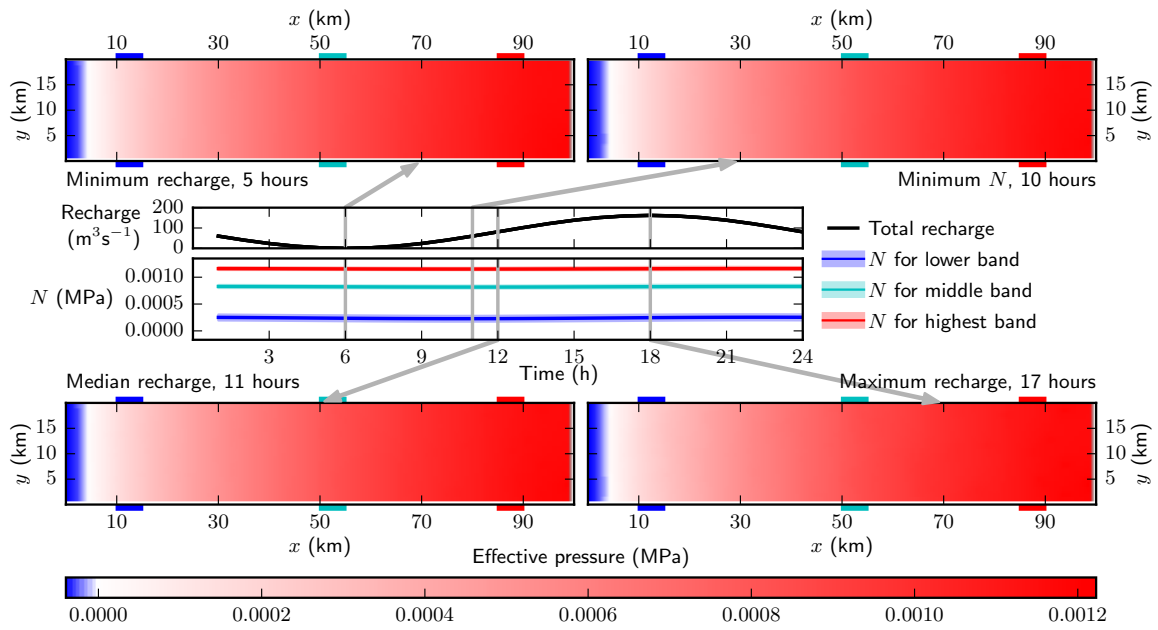 x (km) x (km)
10 30 50 70 90 10 30 50 70 90
y (km) 15 10 5
15 10 5 y (km)
Minimum recharge, 5 hours Minimum N, 10 hours
Recharge (m³s⁻¹)
200
100
0
Total recharge
N for lower band
N for middle band
N for highest band
N (MPa)
0.0010
0.0005
0.0000
3 6 9 12 15 18 21 24
Time (h)
Median recharge, 11 hours Maximum recharge, 17 hours
y (km) 15 10 5
15 10 5 y (km)
10 30 50 70 90 10 30 50 70 90
x (km) x (km)
Effective pressure (MPa)
0.0000 0.0002 0.0004 0.0006 0.0008 0.0010 0.0012